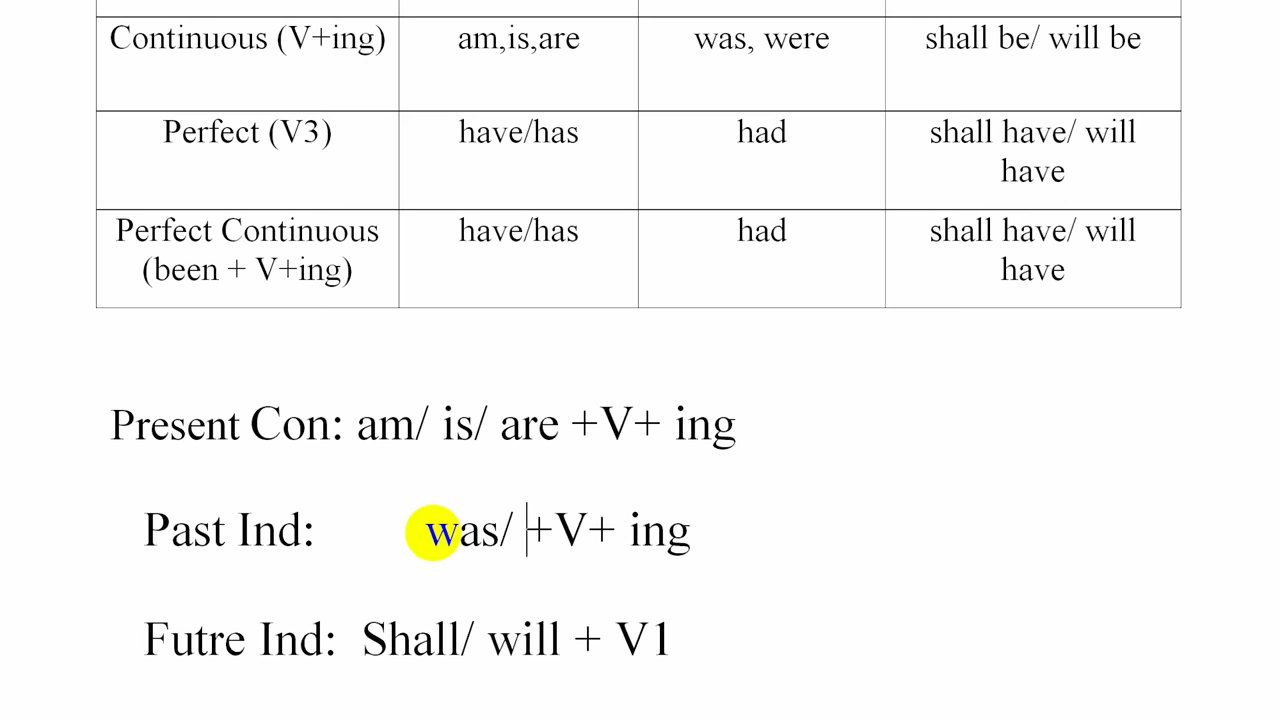 Continuous (V+ing) am,is,are was, were shall be/ will be
Perfect (V3) have/has had shall have/ will
have
Perfect Continuous have/has had shall have/ will
(been + V+ing) have
Present Con: am/ is/ are +V+ ing
Past Ind: was/ +V+ ing
Futre Ind: Shall/ will + V1